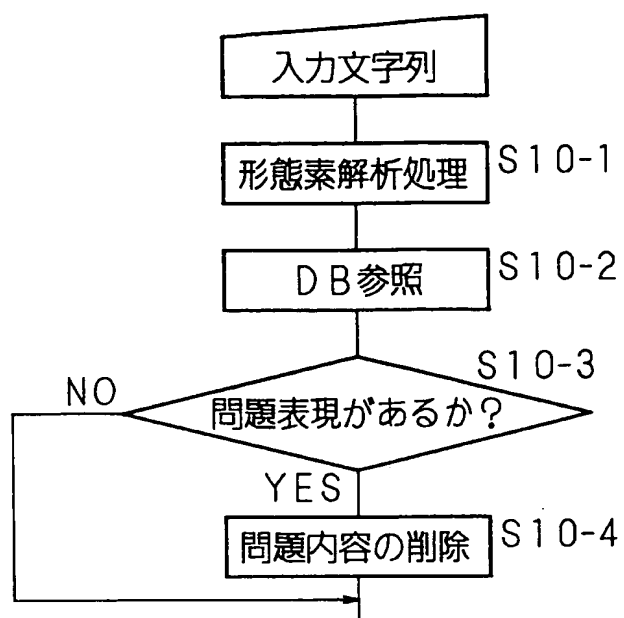 入力文字列
形態素解析処理
S10-1
DB参照
S10-2
S10-3
NO
問題表現があるか?
YES
問題内容の削除
S10-4